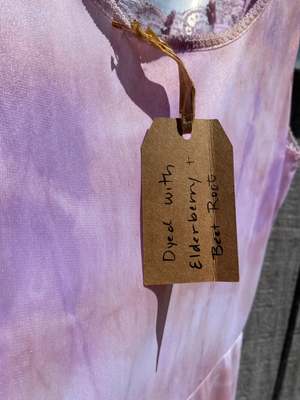 Dyed with
Elderberry +
Beet Root